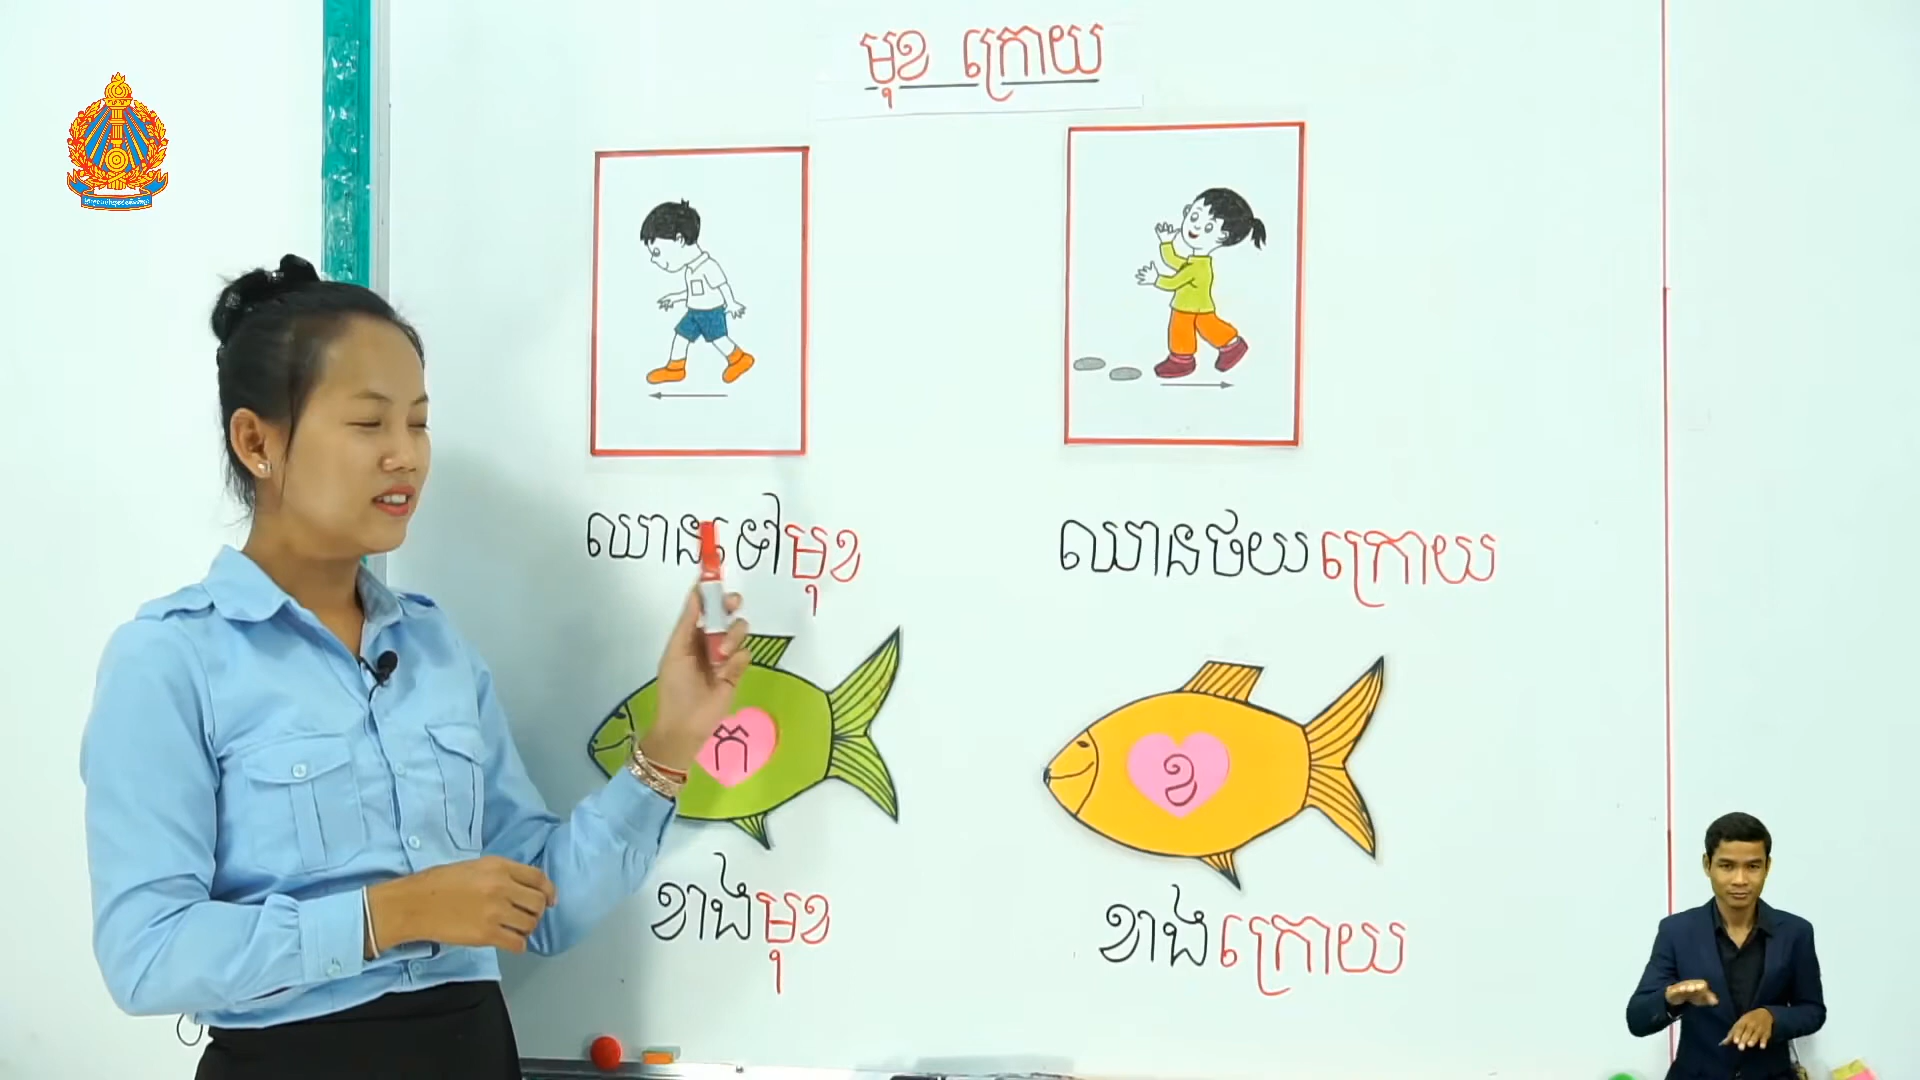 មុខ ក្រោយ
ឈានទៅមុខ
ឈានថយក្រោយ
ក
ខ
ខាងមុខ
ខាងក្រោយ